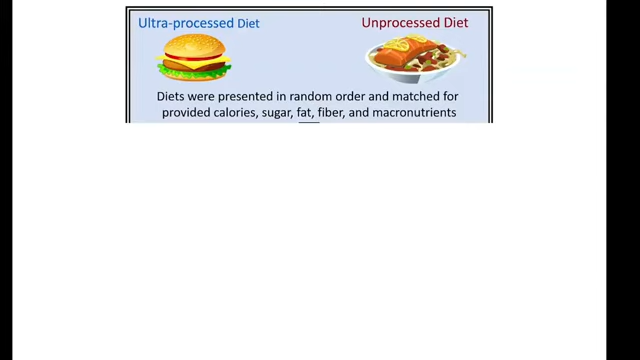 Ultra-processed Diet
Unprocessed Diet
Diets were presented in random order and matched for
provided calories, sugar, fat, fiber, and macronutrients